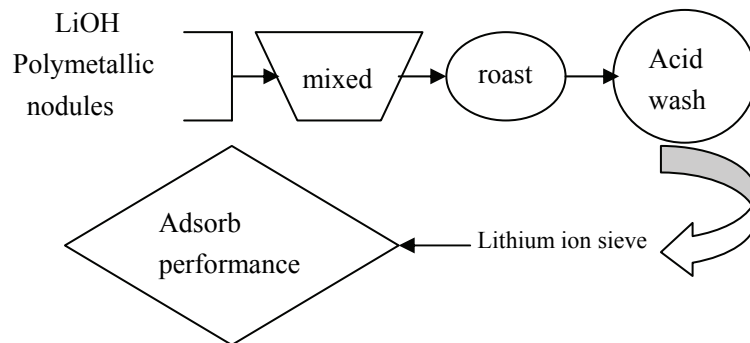 LiOH
Polymetallic
nodules
mixed
roast
Acid
wash
Lithium ion sieve
Adsorb
performance